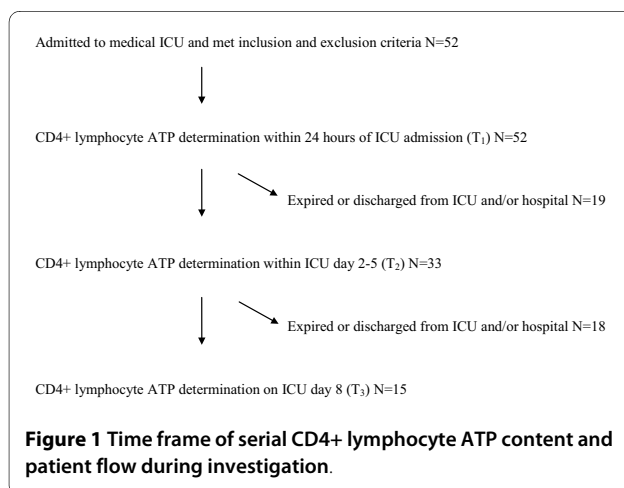 Admitted to medical ICU and met inclusion and exclusion criteria N=52
CD4+ lymphocyte ATP determination within 24 hours of ICU admission (T₁) N=52
Expired or discharged from ICU and/or hospital N=19
CD4+ lymphocyte ATP determination within ICU day 2-5 (T₂) N=33
Expired or discharged from ICU and/or hospital N=18
CD4+ lymphocyte ATP determination on ICU day 8 (T₃) N=15
Figure 1 Time frame of serial CD4+ lymphocyte ATP content and
patient flow during investigation.